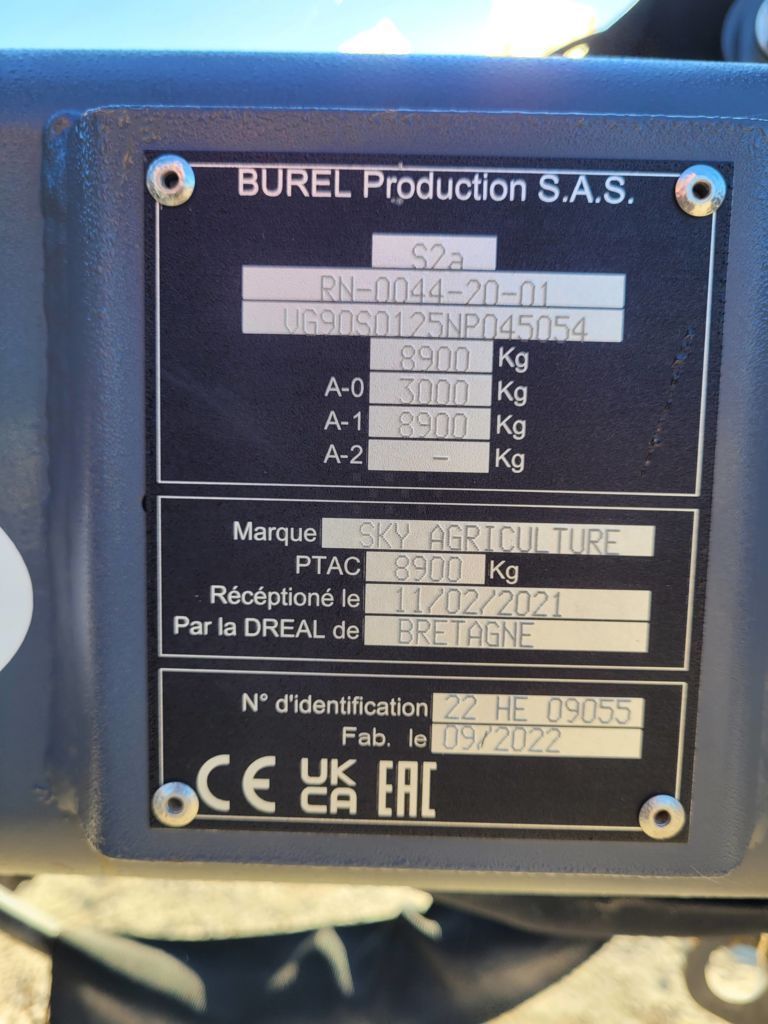 BUREL Production S.A.S.
S2a
RN-0044-20-01
VG90S0125NP045054
8900 Kg
A-0 3000 Kg
A-1 8900 Kg
A-2 - Kg
Marque SKY AGRICULTURE
PTAC 8900 Kg
Récéptioné le 11/02/2021
Par la DREAL de BRETAGNE
N° d'identification 22 HE 09055
Fab. le 09/2022
CE UK CA EAC